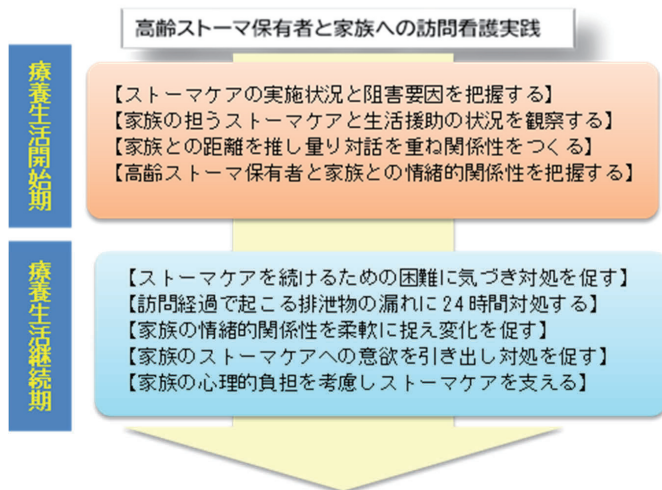 高齢ストーマ保有者と家族への訪問看護実践
療養生活開始期
【ストーマケアの実施状況と阻害要因を把握する】
【家族の担うストーマケアと生活援助の状況を観察する】
【家族との距離を推し量り対話を重ね関係性をつくる】
【高齢ストーマ保有者と家族との情緒的関係性を把握する】
療養生活継続期
【ストーマケアを続けるための困難に気づき対処を促す】
【訪問経過で起こる排泄物の漏れに24時間対処する】
【家族の情緒的関係性を柔軟に捉え変化を促す】
【家族のストーマケアへの意欲を引き出し対処を促す】
【家族の心理的負担を考慮しストーマケアを支える】